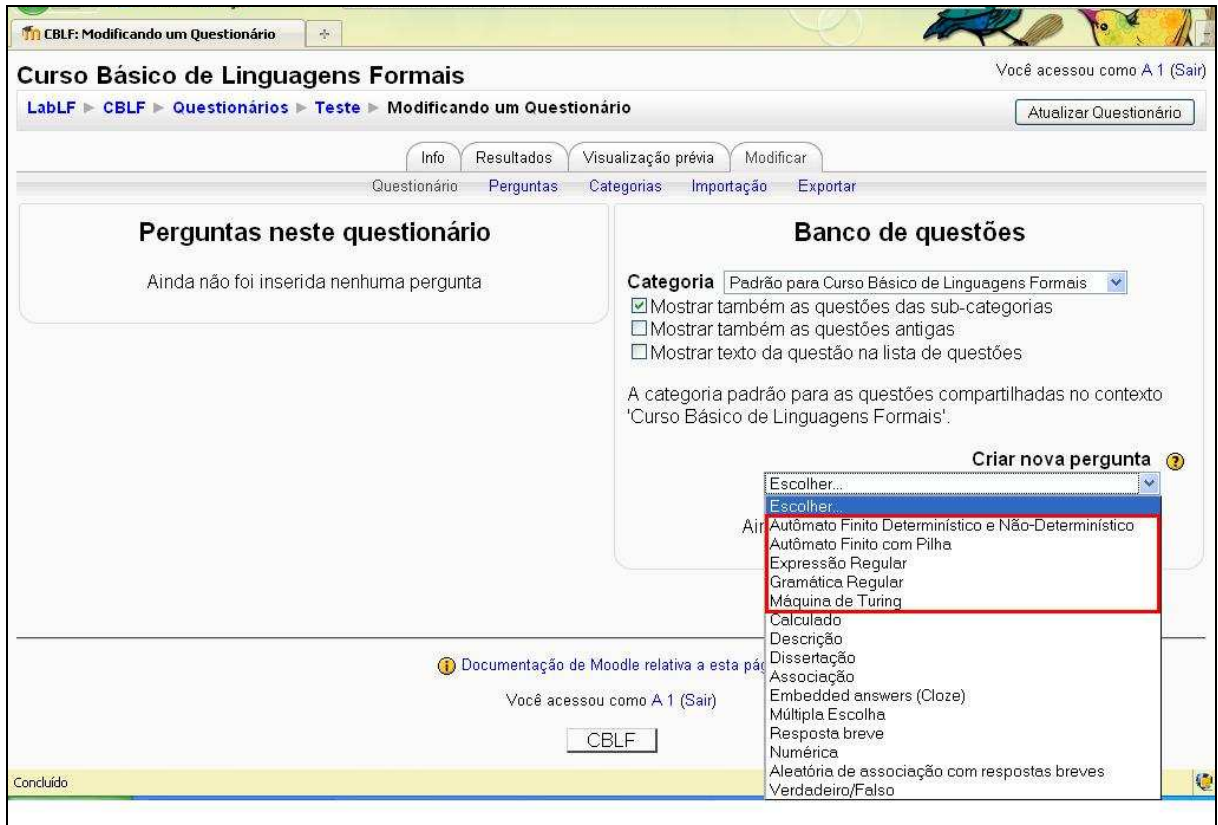 CBLF: Modificando um Questionário
Curso Básico de Linguagens Formais
Você acessou como A 1 (Sair)
LabLF ► CBLF ► Questionários ► Teste ► Modificando um Questionário
Atualizar Questionário
Info Resultados Visualização prévia Modificar
Questionário Perguntas Categorias Importação Exportar
Perguntas neste questionário
Ainda não foi inserida nenhuma pergunta
Banco de questões
Categoria Padrão para Curso Básico de Linguagens Formais
Mostrar também as questões das sub-categorias
Mostrar também as questões antigas
Mostrar texto da questão na lista de questões
A categoria padrão para as questões compartilhadas no contexto
'Curso Básico de Linguagens Formais'.
Criar nova pergunta
Escolher...
Escolher...
Autômato Finito Determinístico e Não-Determinístico
Autômato Finito com Pilha
Expressão Regular
Gramática Regular
Máquina de Turing
Calculado
Descrição
Dissertação
Associação
Embedded answers (Cloze)
Múltipla Escolha
Resposta breve
Numérica
Aleatória de associação com respostas breves
Verdadeiro/Falso
Documentação de Moodle relativa a esta
Você acessou como A 1 (Sair)
CBLF
Concluído